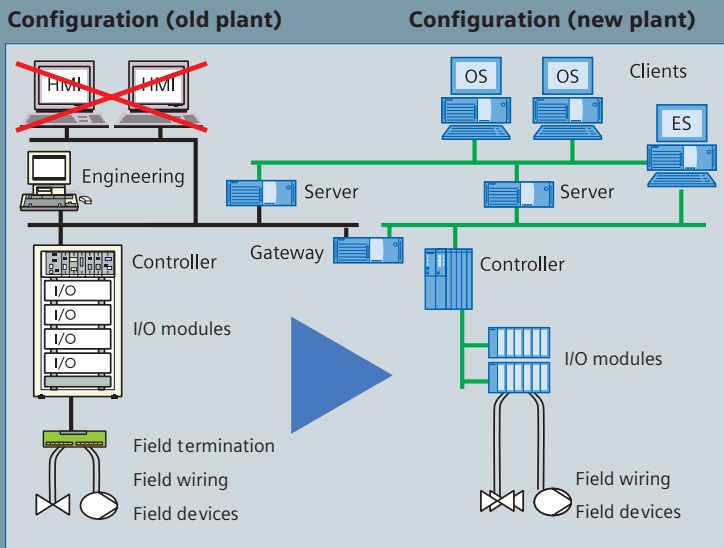 Configuration (old plant)
Configuration (new plant)
HMI
HMI
OS
OS
Clients
ES
Engineering
Server
Server
Gateway
Controller
Controller
I/O
I/O
I/O
I/O
I/O modules
I/O modules
Field termination
Field wiring
Field devices
Field wiring
Field devices